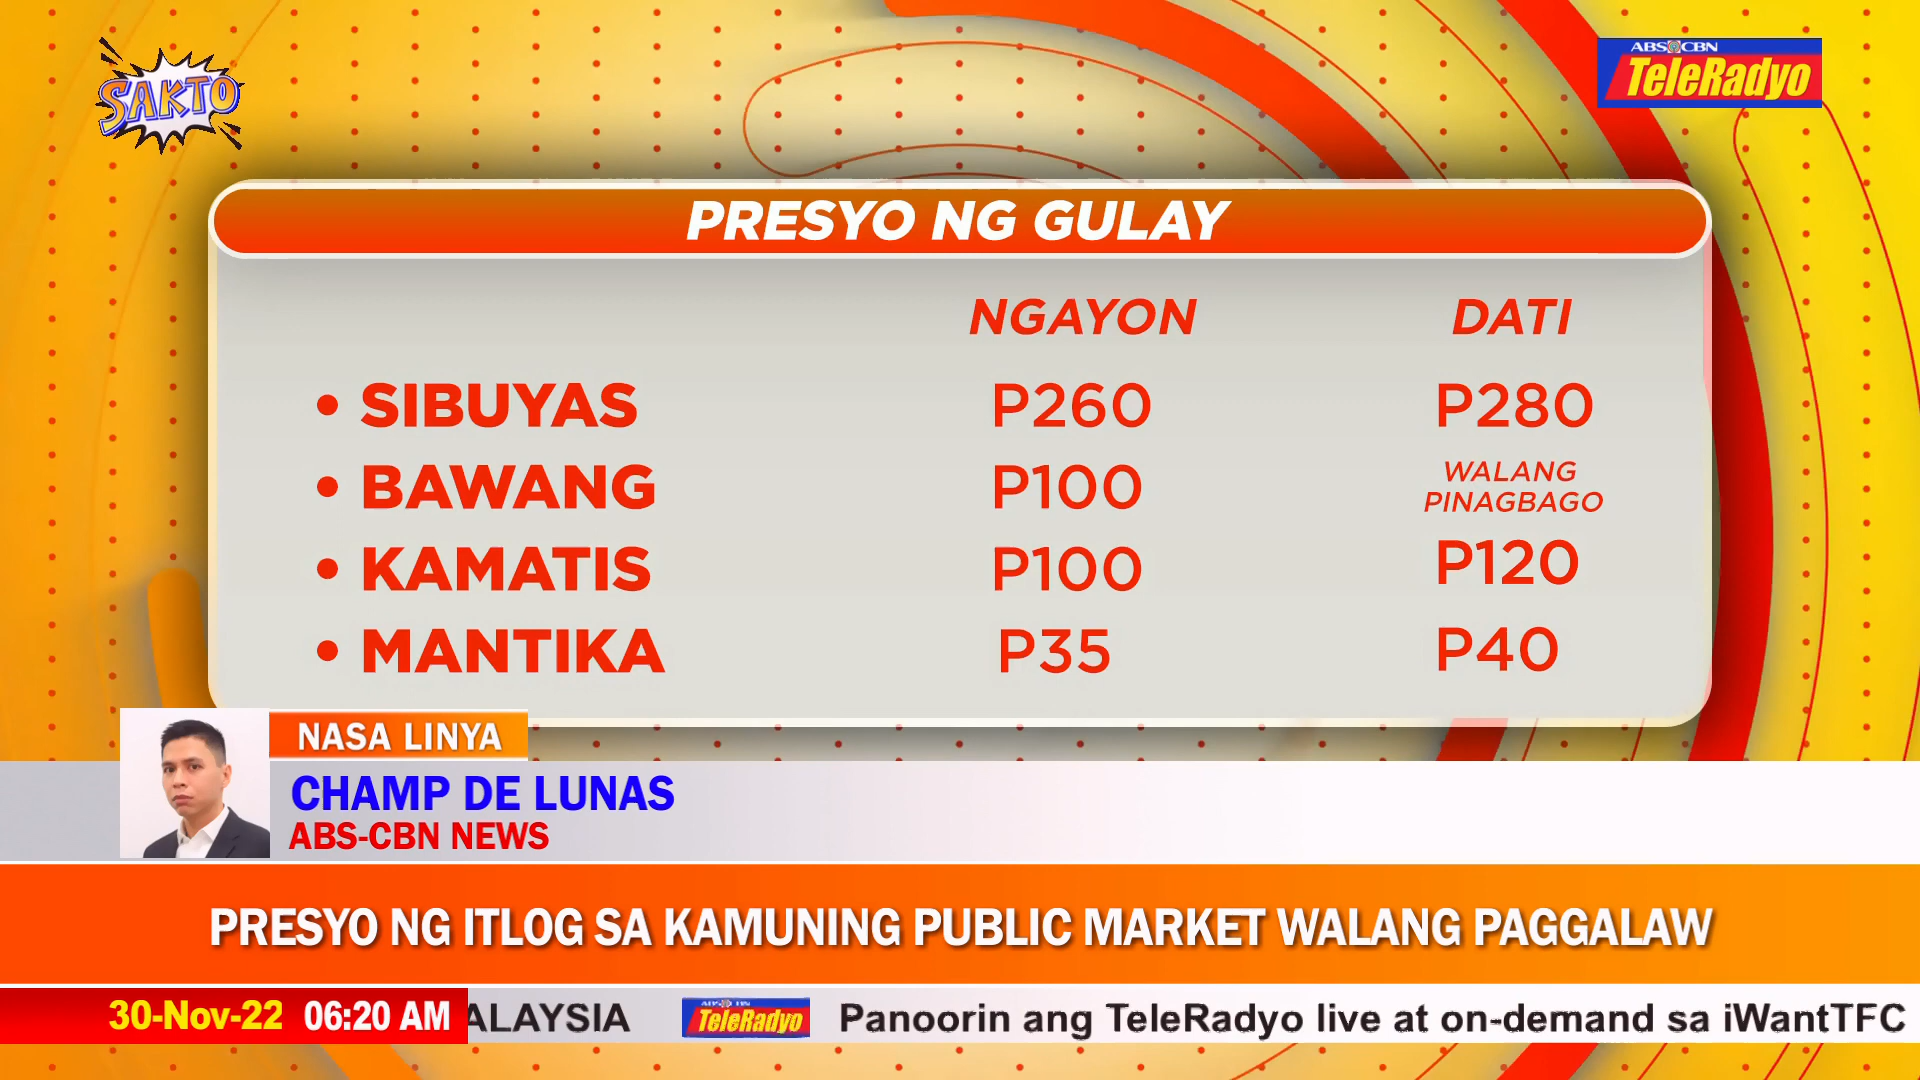 SAKTO
ABS CBN
TeleRadyo
PRESYO NG GULAY
NGAYON DATI
• SIBUYAS P260 P280
• BAWANG P100 WALANG PINAGBAGO
• KAMATIS P100 P120
• MANTIKA P35 P40
NASA LINYA
CHAMP DE LUNAS
ABS-CBN NEWS
PRESYO NG ITLOG SA KAMUNING PUBLIC MARKET WALANG PAGGALAW
30-Nov-22 06:20 AM ALAYSIA ABS CBN TeleRadyo Panoorin ang TeleRadyo live at on-demand sa iWantTFC